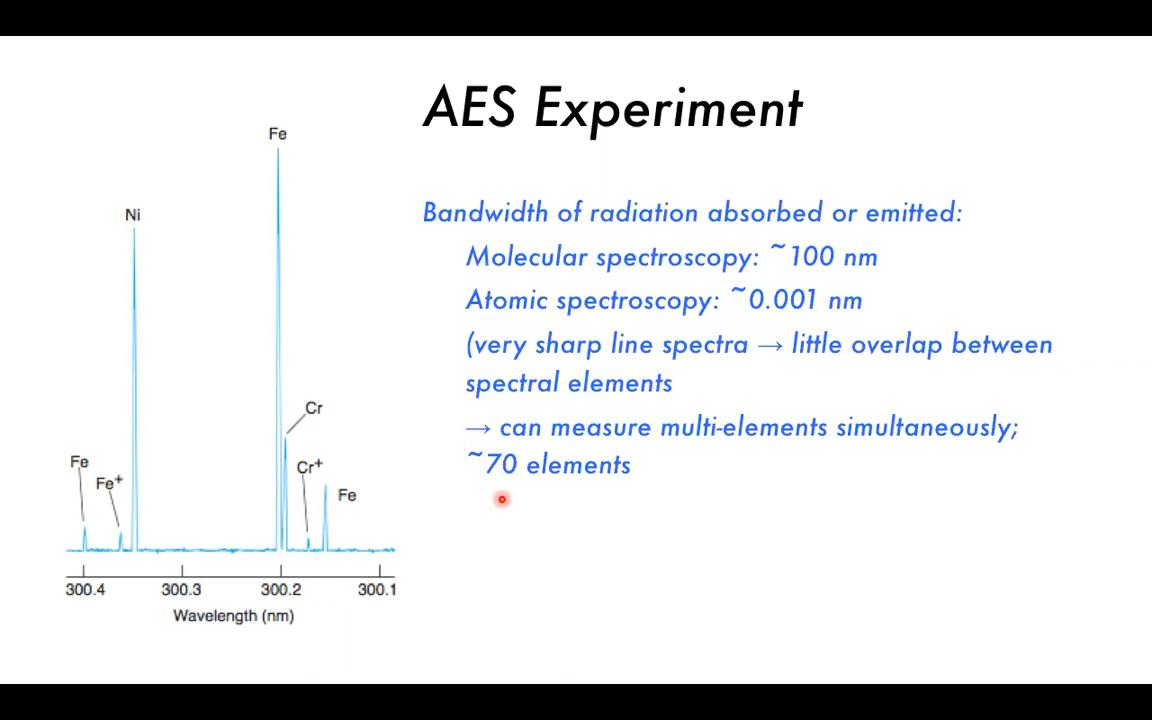 AES Experiment
Bandwidth of radiation absorbed or emitted:
Molecular spectroscopy: ~100 nm
Atomic spectroscopy: ~0.001 nm
(very sharp line spectra → little overlap between
spectral elements
→ can measure multi-elements simultaneously;
~70 elements
Fe
Ni
Cr
Fe
Fe⁺
Cr⁺
Fe
300.4 300.3 300.2 300.1
Wavelength (nm)